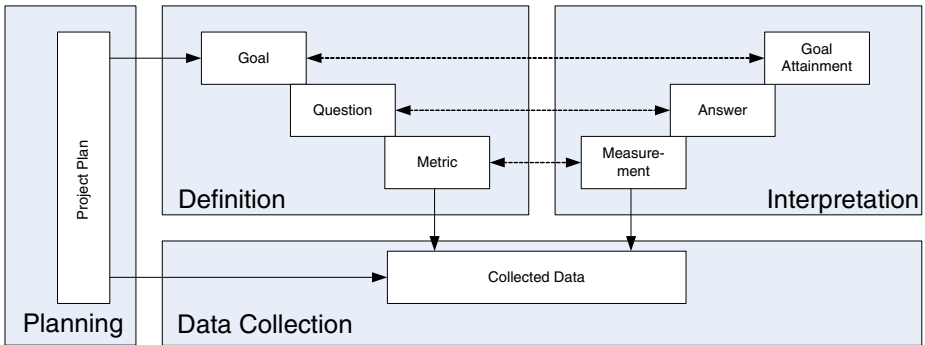 Goal
Goal
Attainment
Question
Answer
Metric
Measure-
ment
Project Plan
Definition
Interpretation
Collected Data
Planning
Data Collection